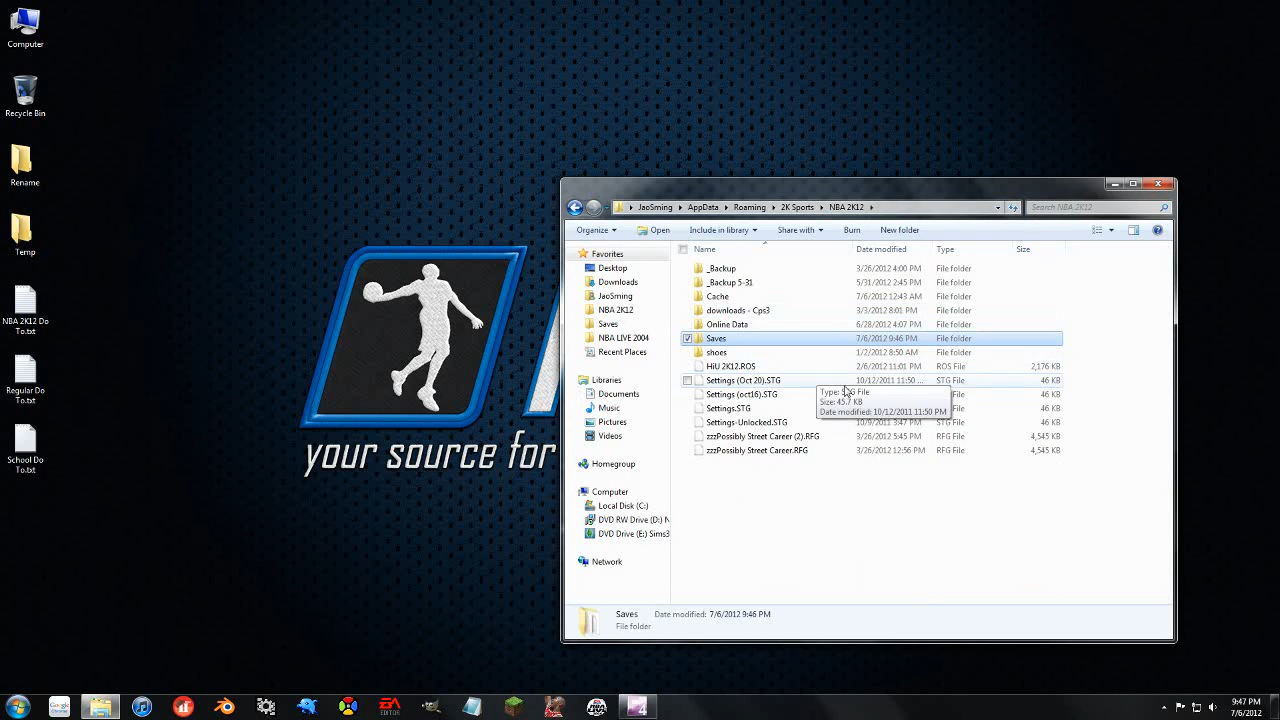 Computer
Recycle Bin
Rename
Temp
NBA 2K12 Do
To.txt
Regular Do
To.txt
School Do
To.txt
your source for
JaoSming
AppData
Roaming
2K Sports
NBA 2K12
Search NBA 2K12
Organize
Open
Include in library
Share with
Burn
New folder
Favorites
Desktop
Downloads
JaoSming
NBA 2K12
Saves
NBA LIVE 2004
Recent Places
Libraries
Documents
Music
Pictures
Videos
Homegroup
Computer
Local Disk (C:)
DVD RW Drive (D:) N
DVD Drive (E:) Sims3
Network
Name Date modified Type Size
_Backup 3/26/2012 4:00 PM File folder
_Backup 5-31 5/31/2012 2:45 PM File folder
Cache 7/6/2012 12:43 AM File folder
downloads - Cps3 3/3/2012 8:01 PM File folder
Online Data 6/28/2012 4:07 PM File folder
Saves 7/6/2012 9:46 PM File folder
shoes 1/2/2012 8:50 AM File folder
HiU 2K12.ROS 2/6/2012 11:01 PM ROS File 2,176 KB
Settings (Oct 20).STG 10/12/2011 11:50 ... STG File 46 KB
Settings (oct16).STG STG File 46 KB
Settings.STG STG File 46 KB
Settings-Unlocked.STG 10/9/2011 3:47 PM STG File 46 KB
zzzPossibly Street Career (2).RFG 3/26/2012 5:45 PM RFG File 4,545 KB
zzzPossibly Street Career.RFG 3/26/2012 12:56 PM RFG File 4,545 KB
Type: File
Size: 45.7 KB
Date modified: 10/12/2011 11:50 PM
Saves Date modified: 7/6/2012 9:46 PM
File folder
Google
EA
EDITOR
9:47 PM
7/6/2012